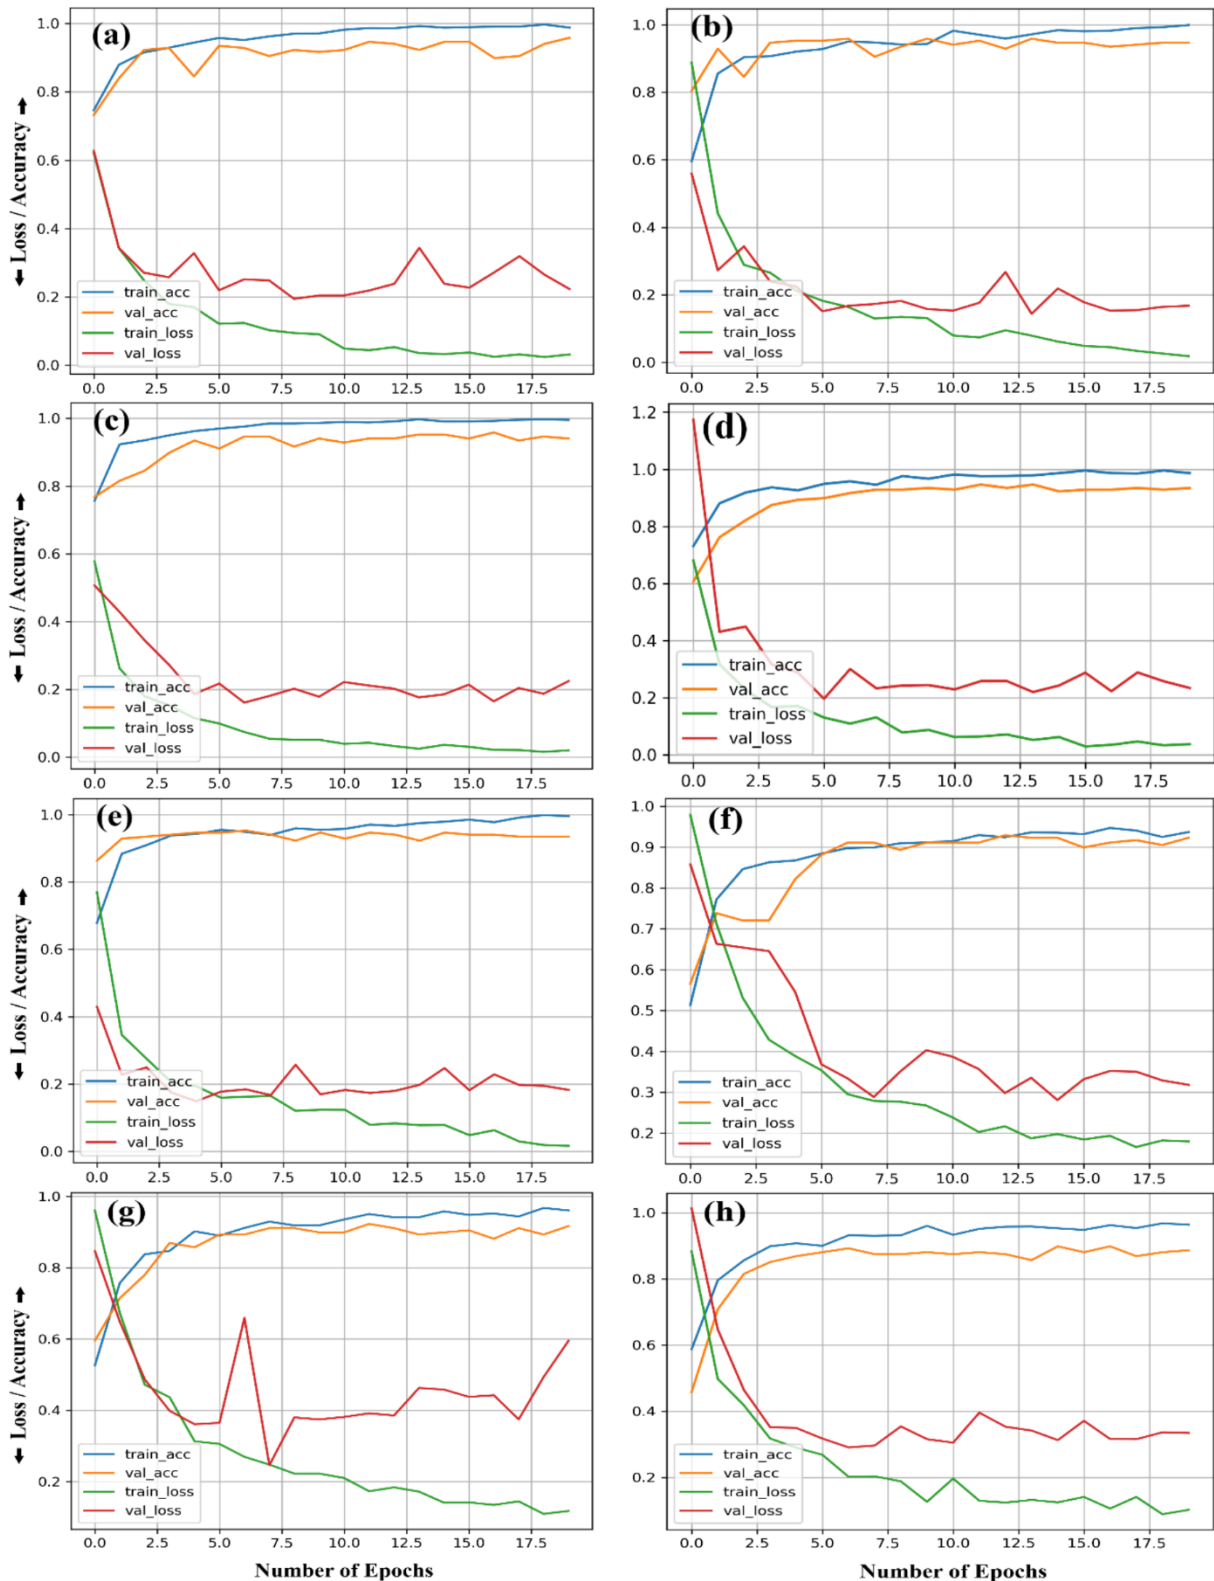 (a)
1.0
0.8
0.6
0.4
0.2
0.0
train_acc
val_acc
train_loss
val_loss
0.0 2.5 5.0 7.5 10.0 12.5 15.0 17.5
Loss / Accuracy
(b)
1.0
0.8
0.6
0.4
0.2
0.0
train_acc
val_acc
train_loss
val_loss
0.0 2.5 5.0 7.5 10.0 12.5 15.0 17.5
(c)
1.0
0.8
0.6
0.4
0.2
0.0
train_acc
val_acc
train_loss
val_loss
0.0 2.5 5.0 7.5 10.0 12.5 15.0 17.5
Loss / Accuracy
(d)
1.2
1.0
0.8
0.6
0.4
0.2
0.0
train_acc
val_acc
train_loss
val_loss
0.0 2.5 5.0 7.5 10.0 12.5 15.0 17.5
(e)
1.0
0.8
0.6
0.4
0.2
0.0
train_acc
val_acc
train_loss
val_loss
0.0 2.5 5.0 7.5 10.0 12.5 15.0 17.5
Loss / Accuracy
(f)
1.0
0.9
0.8
0.7
0.6
0.5
0.4
0.3
0.2
train_acc
val_acc
train_loss
val_loss
0.0 2.5 5.0 7.5 10.0 12.5 15.0 17.5
(g)
1.0
0.8
0.6
0.4
0.2
train_acc
val_acc
train_loss
val_loss
0.0 2.5 5.0 7.5 10.0 12.5 15.0 17.5
Loss / Accuracy
Number of Epochs
(h)
1.0
0.8
0.6
0.4
0.2
train_acc
val_acc
train_loss
val_loss
0.0 2.5 5.0 7.5 10.0 12.5 15.0 17.5
Number of Epochs